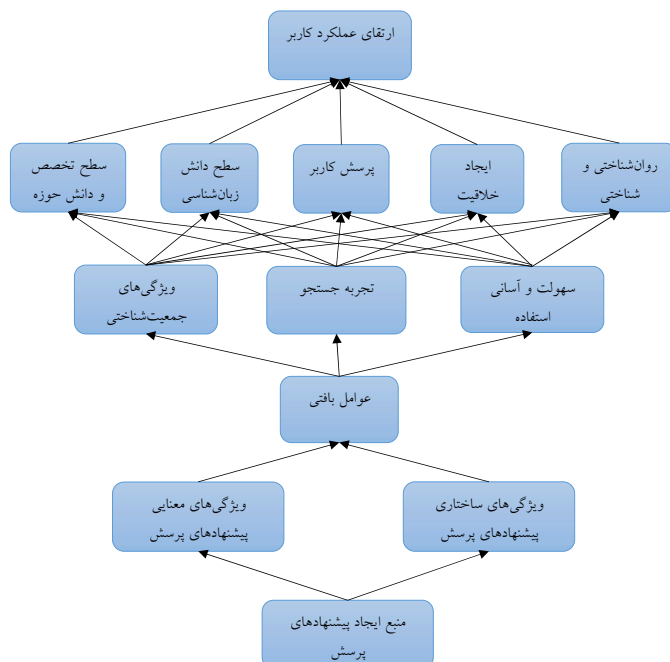 ارتقای عملکرد کاربر
روان‌شناختی و
شناختی
ایجاد
خلاقیت
پرسش کاربر
سطح دانش
زبان‌شناسی
سطح تخصص
و دانش حوزه
سهولت و آسانی
استفاده
تجربه جستجو
ویژگی‌های
جمعیت‌شناختی
عوامل بافتی
ویژگی‌های ساختاری
پیشنهادهای پرسش
ویژگی‌های معنایی
پیشنهادهای پرسش
منبع ایجاد پیشنهادهای
پرسش